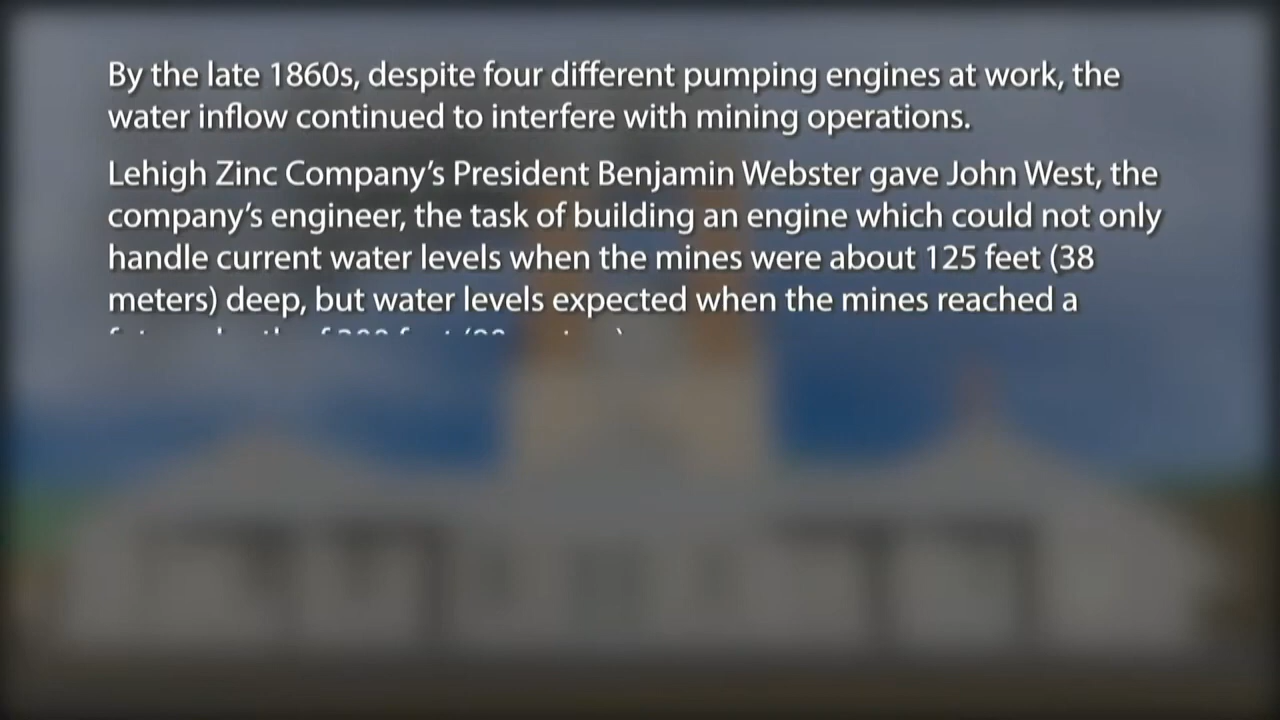 By the late 1860s, despite four different pumping engines at work, the
water inflow continued to interfere with mining operations.
Lehigh Zinc Company’s President Benjamin Webster gave John West, the
company’s engineer, the task of building an engine which could not only
handle current water levels when the mines were about 125 feet (38
meters) deep, but water levels expected when the mines reached a